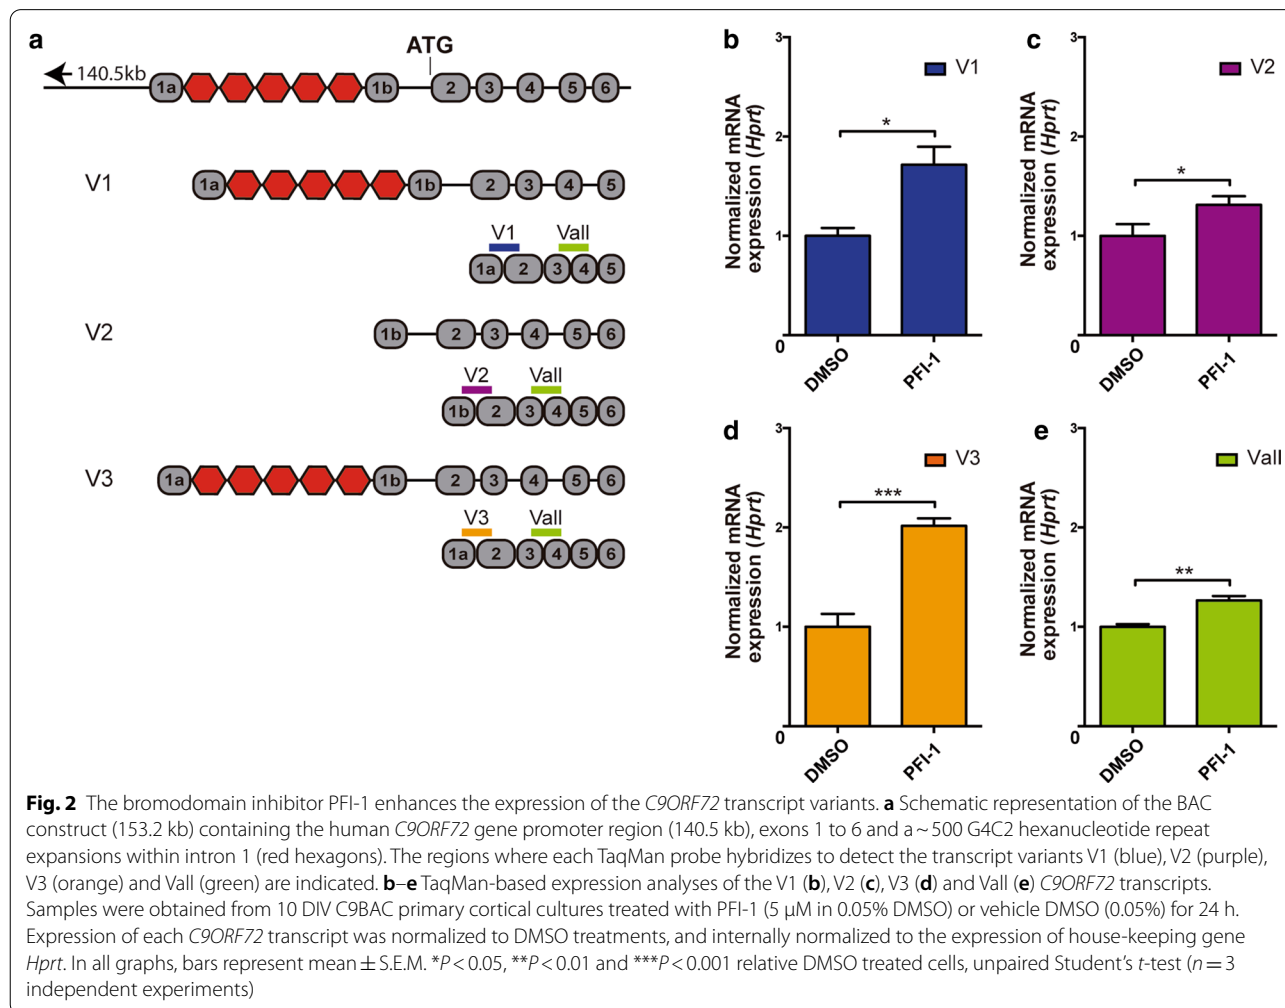 a
ATG
140.5kb
1a 1b 2 3 4 5 6
V1
1a 1b 2 3 4 5
V1 Vall
1a 2 3 4 5
V2
1b 2 3 4 5 6
V2 Vall
1b 2 3 4 5 6
V3
1a 1b 2 3 4 5 6
V3 Vall
1a 2 3 4 5 6
b
V1
Normalized mRNA
expression (Hprt)
3
2
1
0
*
DMSO
PFI-1
c
V2
Normalized mRNA
expression (Hprt)
3
2
1
0
*
DMSO
PFI-1
d
V3
Normalized mRNA
expression (Hprt)
3
2
1
0
***
DMSO
PFI-1
e
Vall
Normalized mRNA
expression (Hprt)
3
2
1
0
**
DMSO
PFI-1
Fig. 2 The bromodomain inhibitor PFI-1 enhances the expression of the C9ORF72 transcript variants. a Schematic representation of the BAC
construct (153.2 kb) containing the human C9ORF72 gene promoter region (140.5 kb), exons 1 to 6 and a ~ 500 G4C2 hexanucleotide repeat
expansions within intron 1 (red hexagons). The regions where each TaqMan probe hybridizes to detect the transcript variants V1 (blue), V2 (purple),
V3 (orange) and Vall (green) are indicated. b–e TaqMan-based expression analyses of the V1 (b), V2 (c), V3 (d) and Vall (e) C9ORF72 transcripts.
Samples were obtained from 10 DIV C9BAC primary cortical cultures treated with PFI-1 (5 µM in 0.05% DMSO) or vehicle DMSO (0.05%) for 24 h.
Expression of each C9ORF72 transcript was normalized to DMSO treatments, and internally normalized to the expression of house-keeping gene
Hprt. In all graphs, bars represent mean ± S.E.M. *P < 0.05, **P < 0.01 and ***P < 0.001 relative DMSO treated cells, unpaired Student's t-test (n = 3
independent experiments)